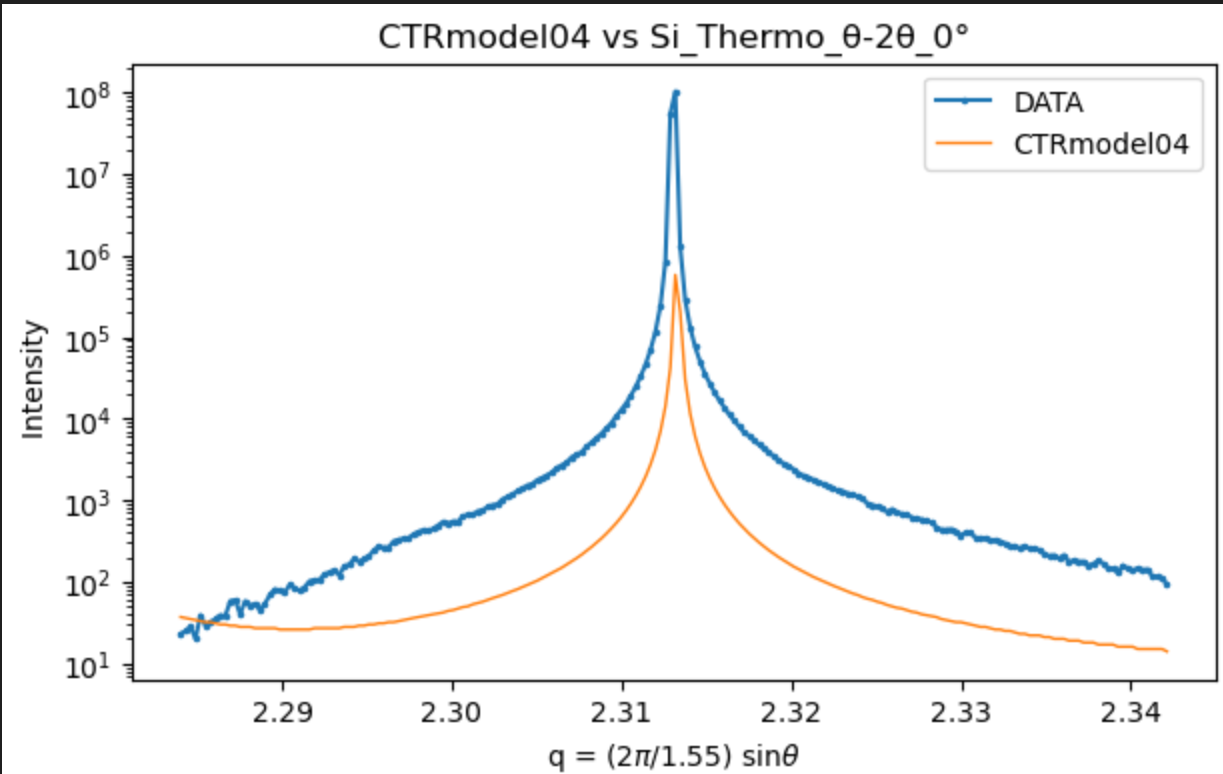 CTRmodel04 vs Si_Thermo_θ-2θ_0°
DATA
CTRmodel04
10⁸
10⁷
10⁶
10⁵
10⁴
10³
10²
10¹
Intensity
2.29 2.30 2.31 2.32 2.33 2.34
q = (2π/1.55) sinθ